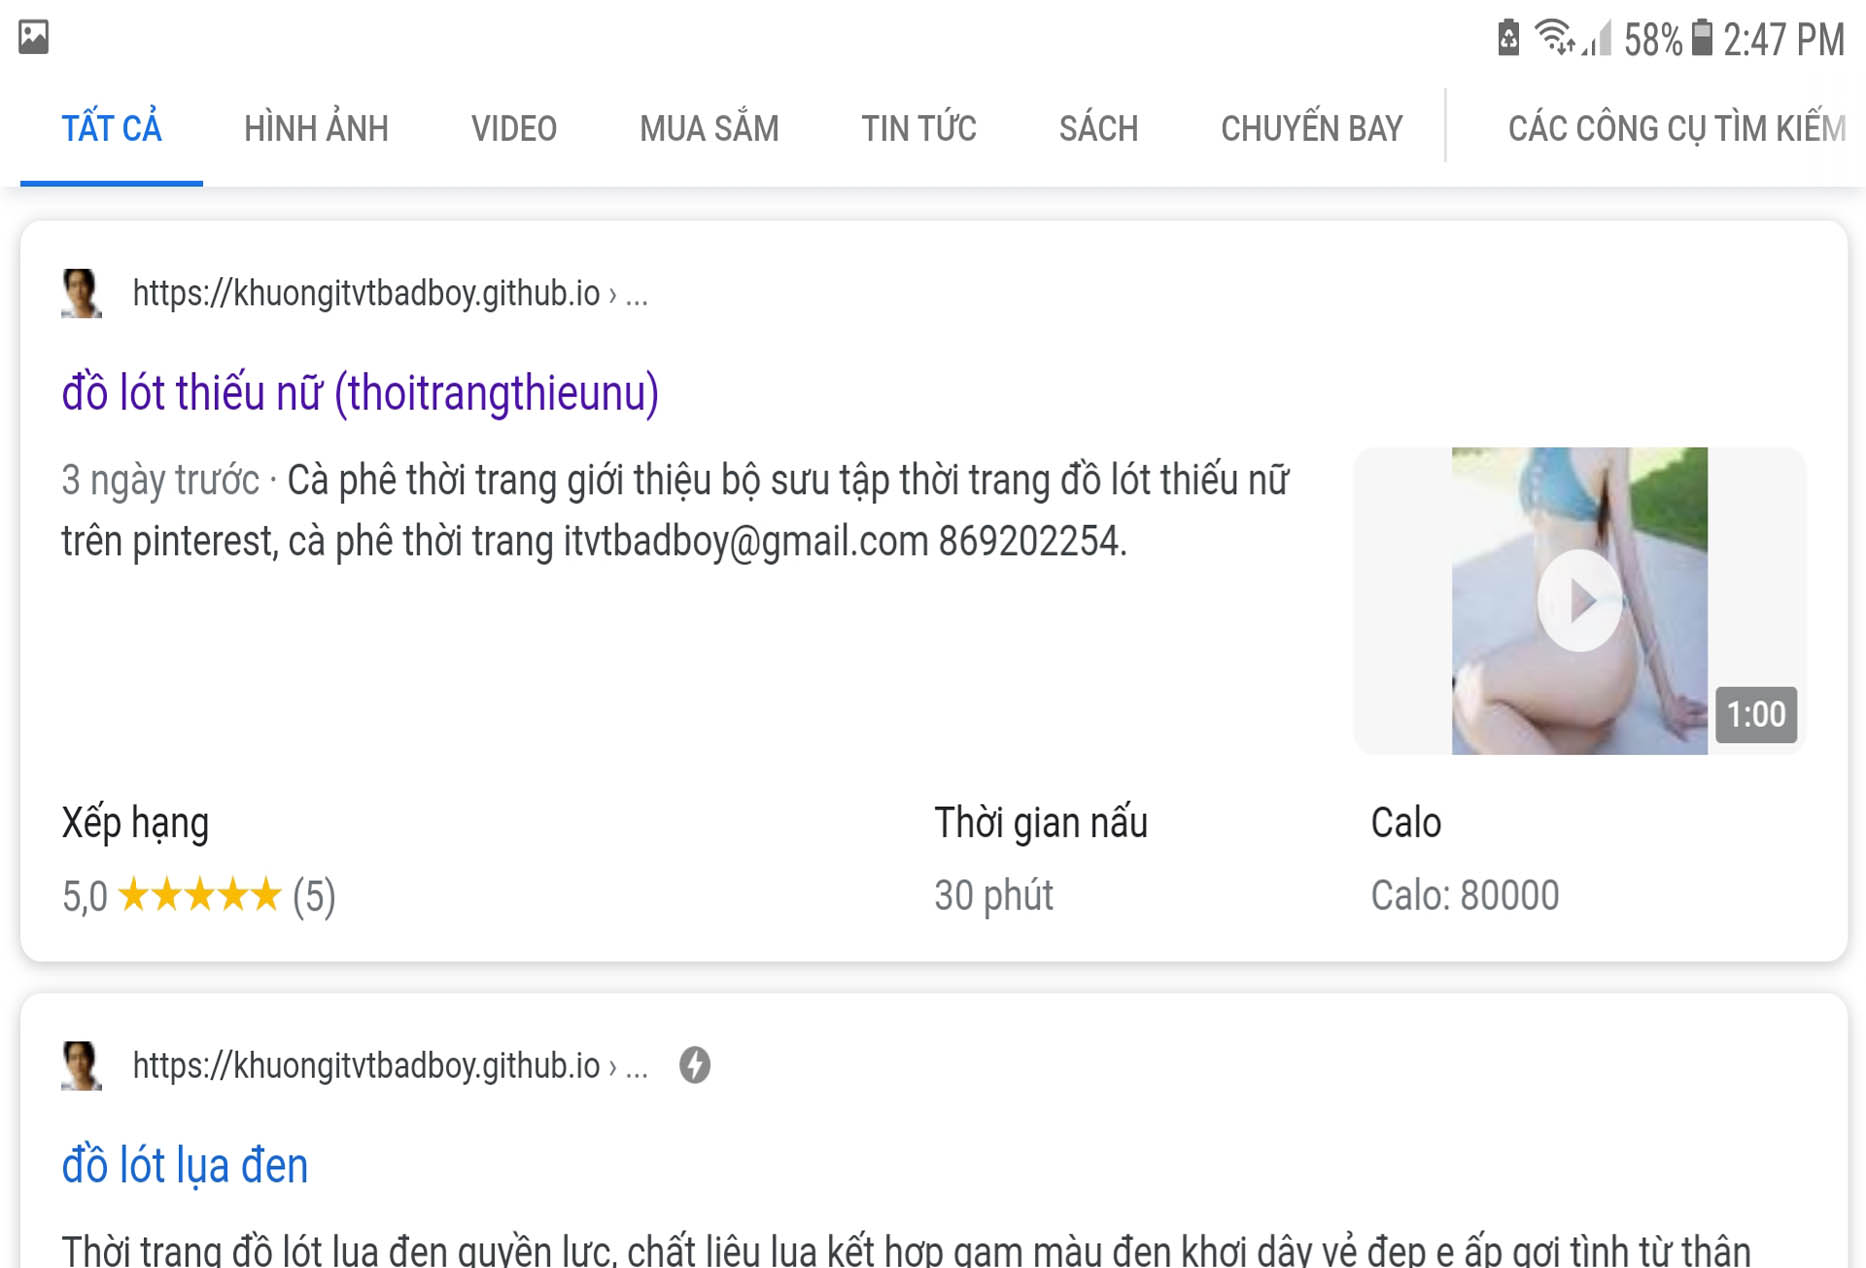 58% 2:47 PM
TẤT CẢ HÌNH ẢNH VIDEO MUA SẮM TIN TỨC SÁCH CHUYẾN BAY CÁC CÔNG CỤ TÌM KIẾM
https://khuongitvtbadboy.github.io › ...
đồ lót thiếu nữ (thoitrangthieunu)
3 ngày trước · Cà phê thời trang giới thiệu bộ sưu tập thời trang đồ lót thiếu nữ
trên pinterest, cà phê thời trang itvtbadboy@gmail.com 869202254.
1:00
Xếp hạng Thời gian nấu Calo
5,0 ★★★★★ (5) 30 phút Calo: 80000
https://khuongitvtbadboy.github.io › ...
đồ lót lụa đen
Thời trang đồ lót lụa đen quyền lực, chất liệu lụa kết hợp gam màu đen khơi dậy vẻ đẹp e ấp gợi tình từ thân